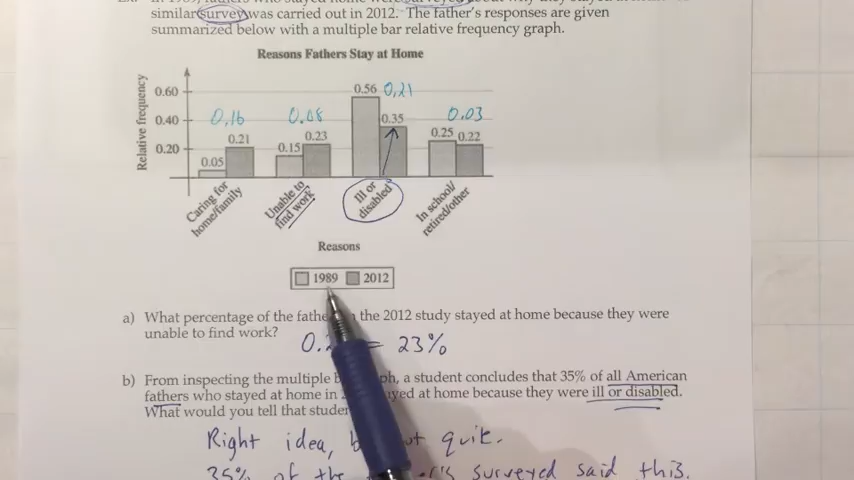 similar survey was carried out in 2012. The father's responses are given
summarized below with a multiple bar relative frequency graph.
Reasons Fathers Stay at Home
Relative frequency
0.60
0.40
0.20
0.16
0.08
0.56 0.21
0.03
0.05
0.21
0.15
0.23
0.35
0.25
0.22
Caring for
home/family
Unable to
find work
Ill or
disabled
In school/
retired/other
Reasons
1989 2012
a) What percentage of the the 2012 study stayed at home because they were
unable to find work?
= 23%
b) From inspecting the multiple a student concludes that 35% of all American
fathers who stayed at home in at home because they were ill or disabled.
What would you tell that
Right idea, quit.
35% of the surveyed said this.